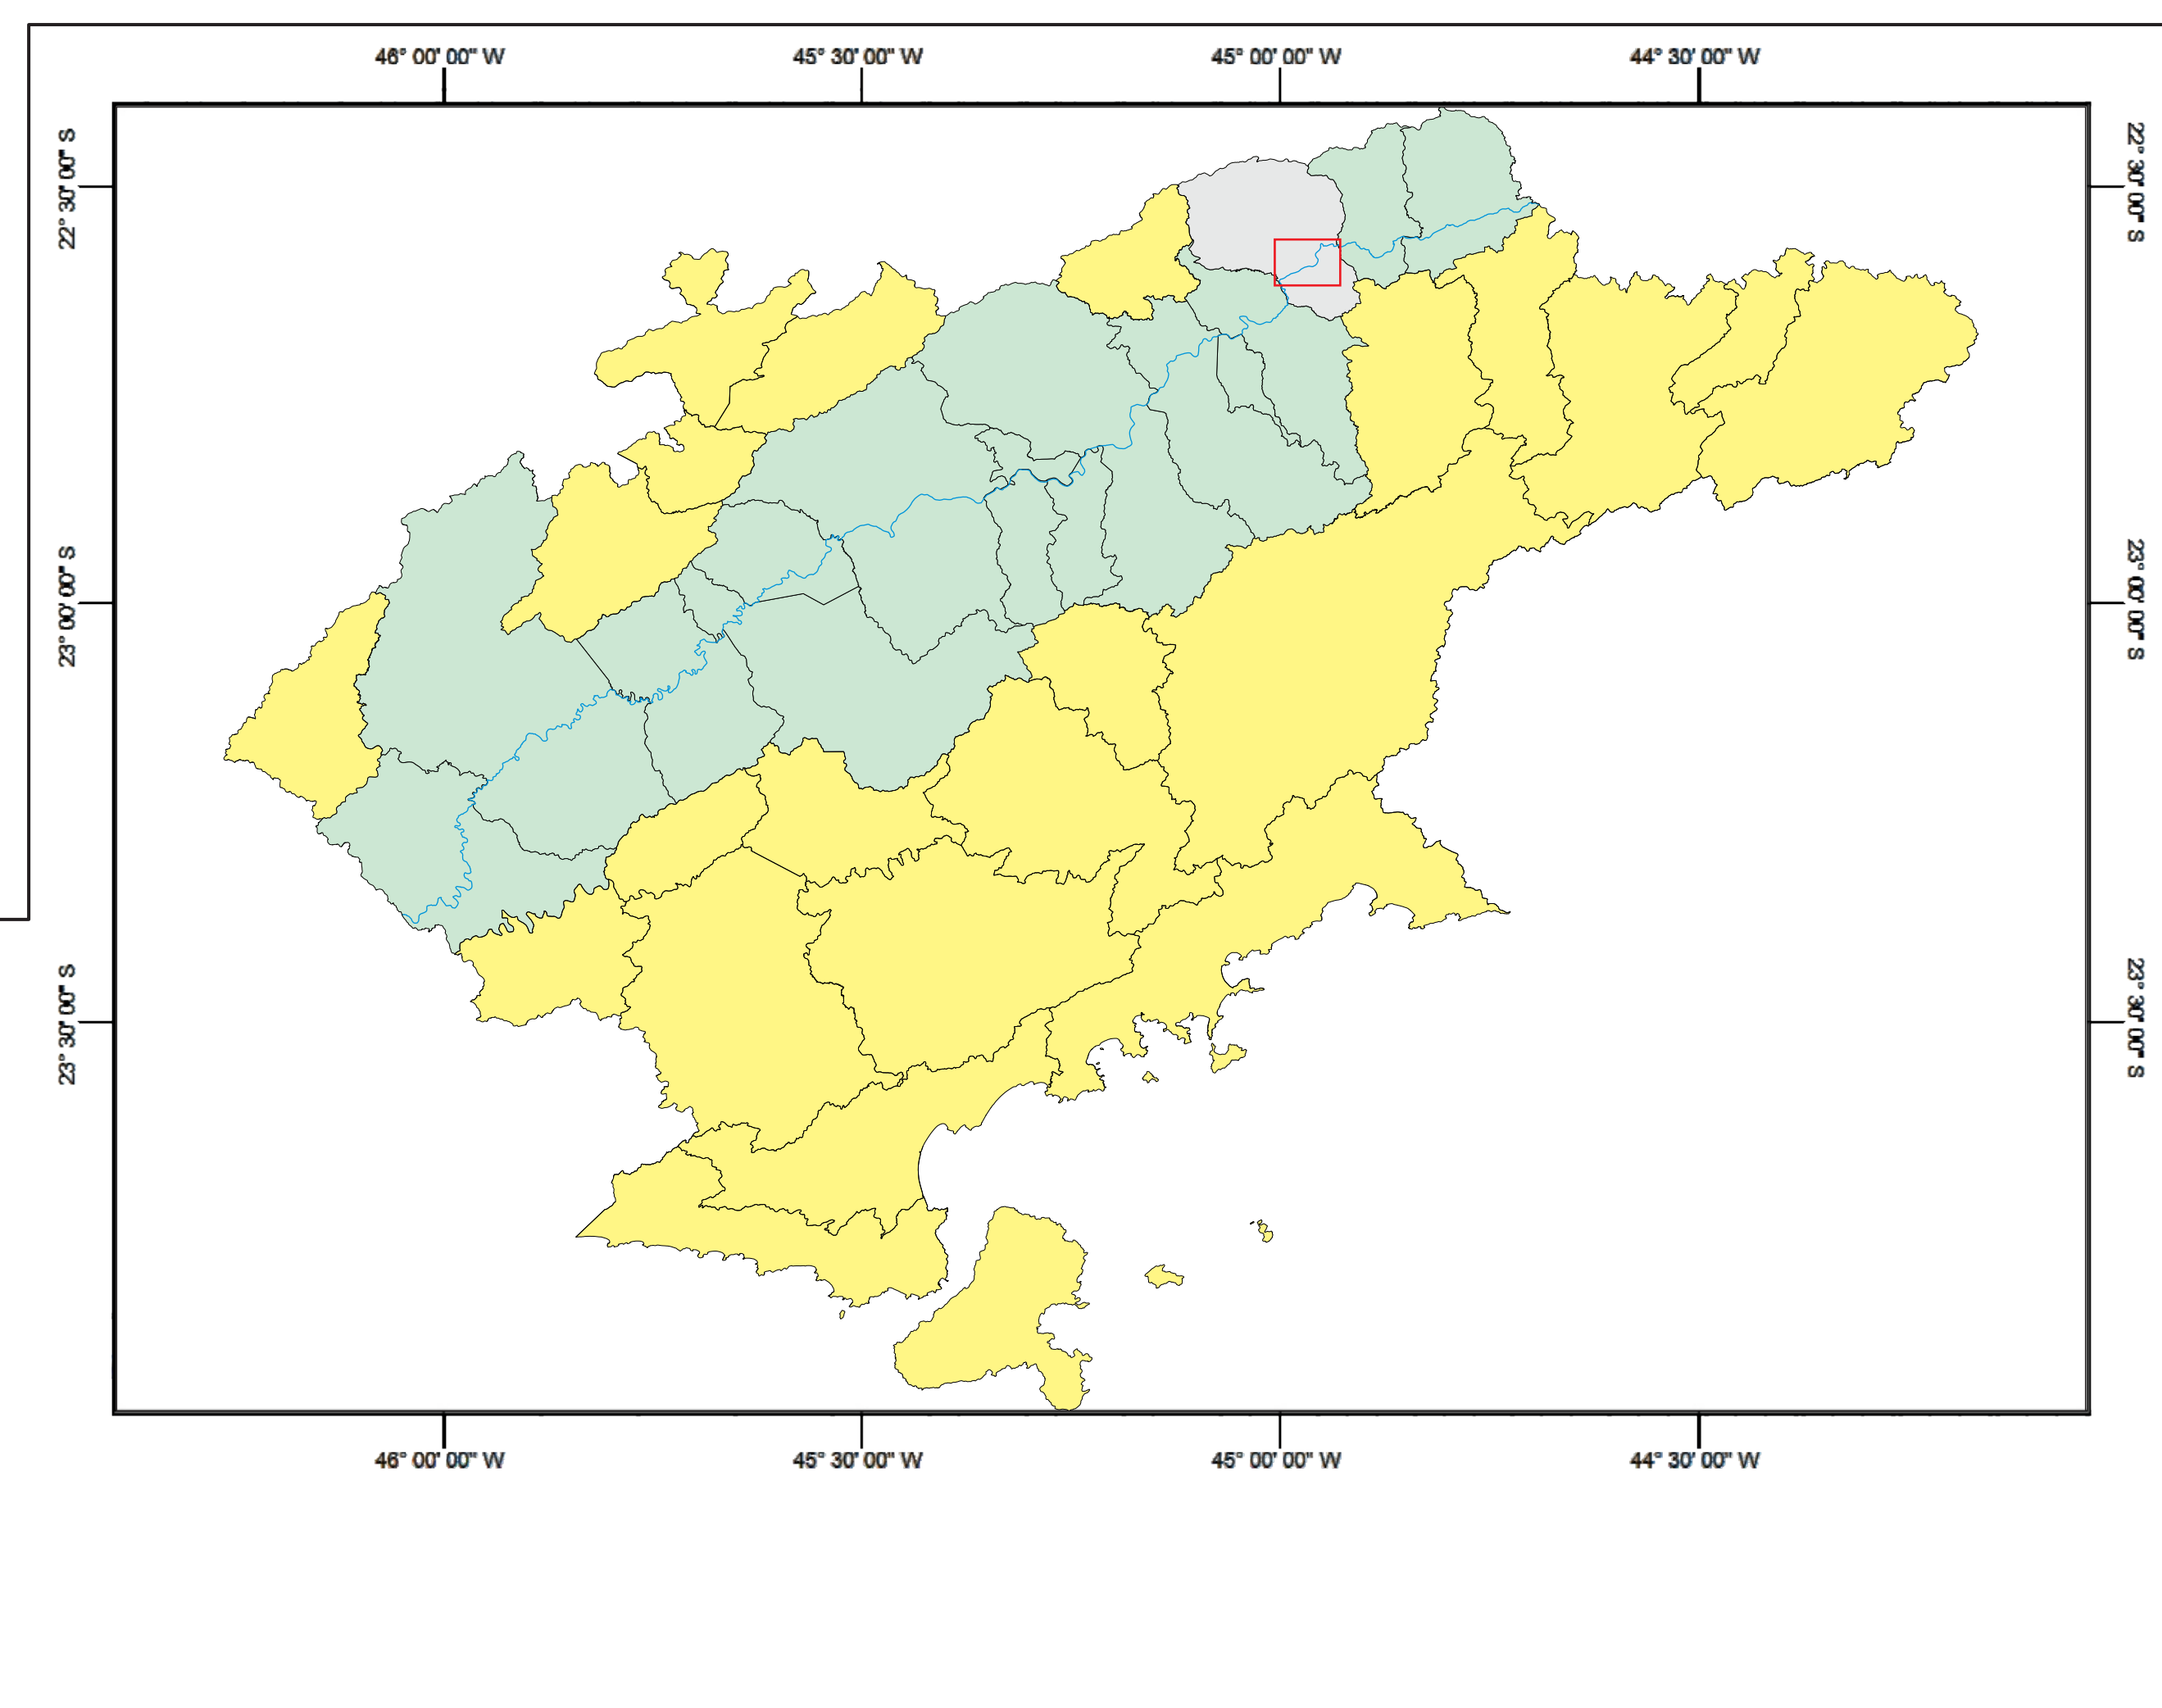 46° 00' 00" W 45° 30' 00" W 45° 00' 00" W 44° 30' 00" W
22° 30' 00" S 22° 30' 00" S
23° 00' 00" S 23° 00' 00" S
23° 30' 00" S 23° 30' 00" S
46° 00' 00" W 45° 30' 00" W 45° 00' 00" W 44° 30' 00" W